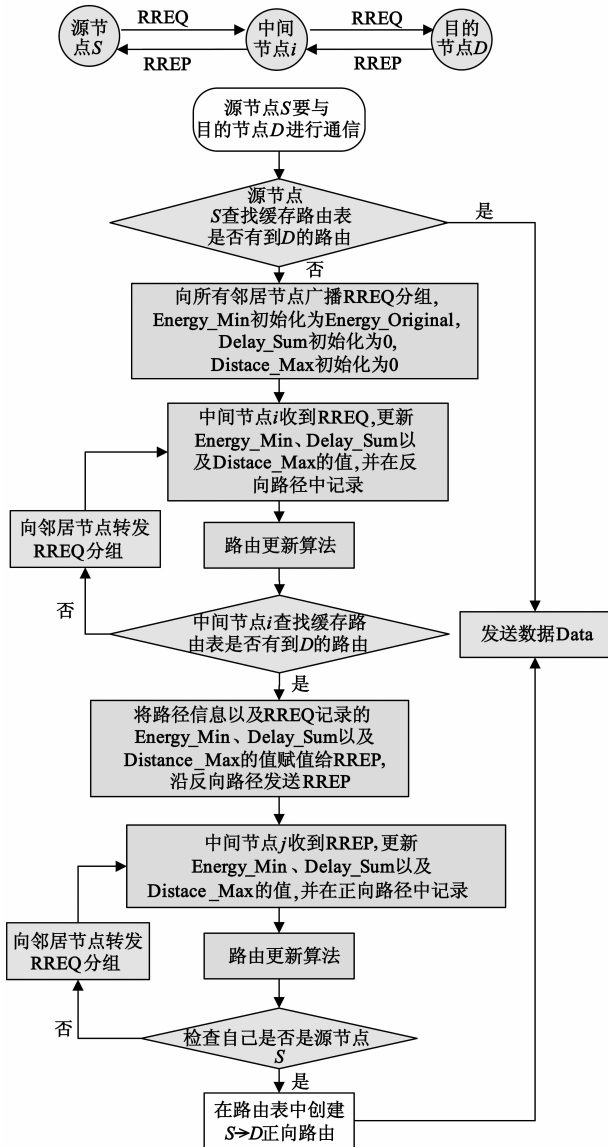 RREQ
RREQ
源节
点S
中间
节点i
目的
节点D
RREP
RREP
源节点S要与
目的节点D进行通信
源节点
S查找缓存路由表
是否有到D的路由
是
否
向所有邻居节点广播RREQ分组,
Energy_Min初始化为Energy_Original,
Delay_Sum初始化为0,
Distace_Max初始化为0
中间节点i收到RREQ,更新
Energy_Min、Delay_Sum以
及Distace_Max的值,并在反
向路径中记录
向邻居节点转发
RREQ分组
路由更新算法
否
中间节点i查找缓存路
由表是否有到D的路由
发送数据Data
是
将路径信息以及RREQ记录的
Energy_Min、Delay_Sum以及
Distance_Max的值赋值给RREP,
沿反向路径发送RREP
中间节点j收到RREP,更新
Energy_Min、Delay_Sum以及
Distace_Max的值,并在正向路径中记录
向邻居节点转发
RREQ分组
路由更新算法
否
检查自己是否是源节点
S
是
在路由表中创建
S→D正向路由